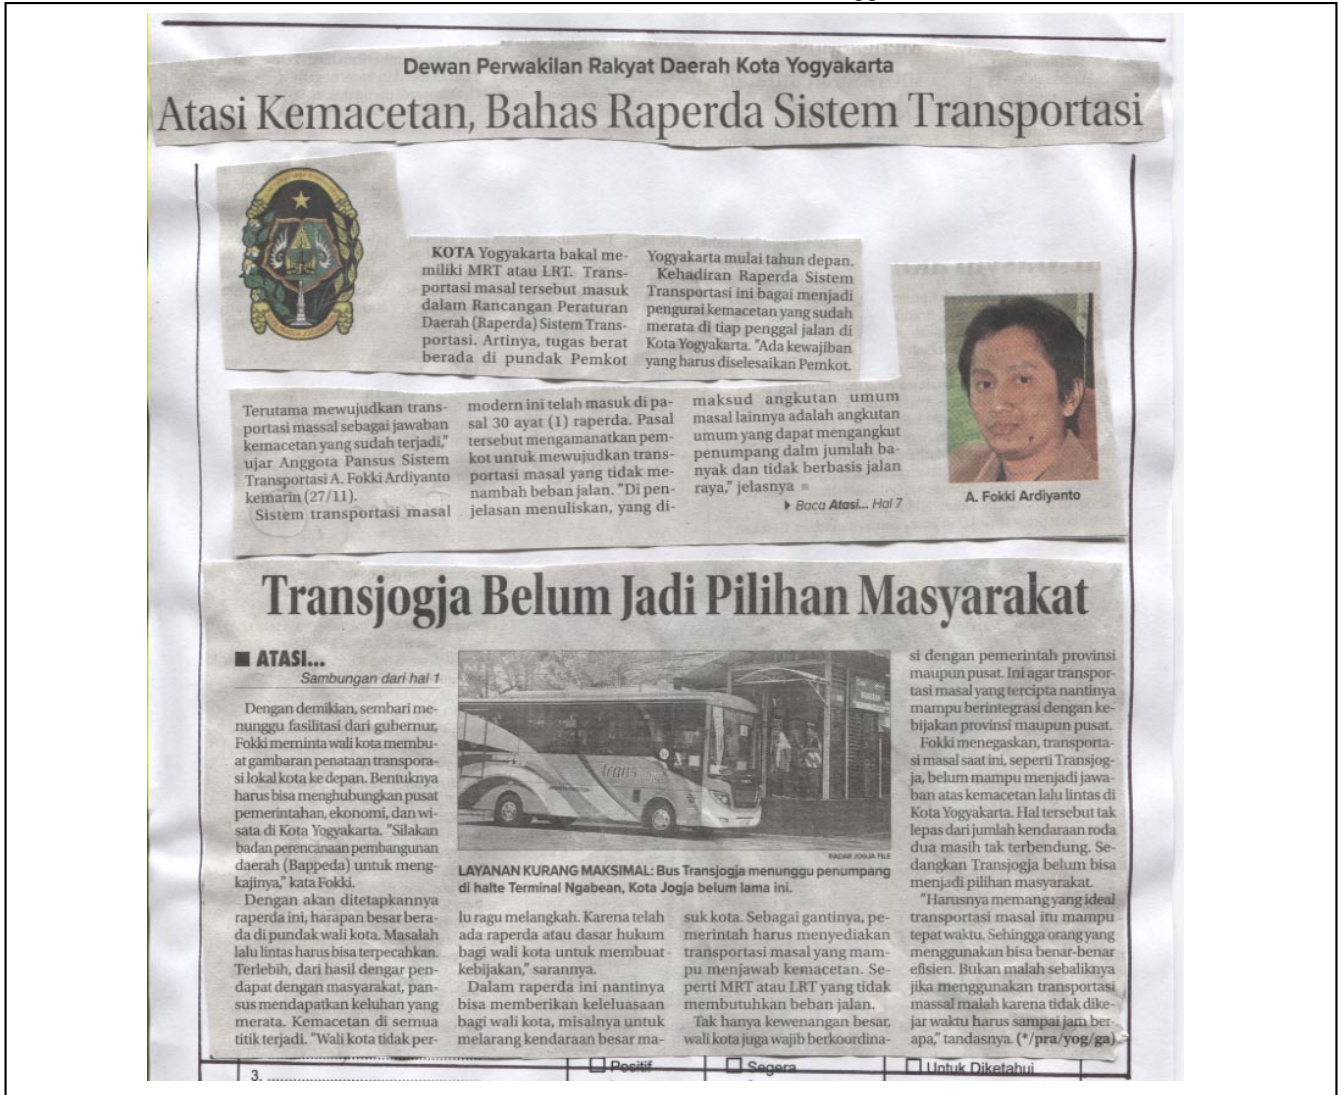 Dewan Perwakilan Rakyat Daerah Kota Yogyakarta
Atasi Kemacetan, Bahas Raperda Sistem Transportasi
KOTA Yogyakarta bakal me-
miliki MRT atau LRT. Trans-
portasi masal tersebut masuk
dalam Rancangan Peraturan
Daerah (Raperda) Sistem Trans-
portasi. Artinya, tugas berat
berada di pundak Pemkot
Yogyakarta mulai tahun depan.
Kehadiran Raperda Sistem
Transportasi ini bagai menjadi
pengurai kemacetan yang sudah
merata di tiap penggal jalan di
Kota Yogyakarta. "Ada kewajiban
yang harus diselesaikan Pemkot.
Terutama mewujudkan trans-
portasi massal sebagai jawaban
kemacetan yang sudah terjadi,"
ujar Anggota Pansus Sistem
Transportasi A. Fokki Ardiyanto
kemarin (27/11).
Sistem transportasi masal
modern ini telah masuk di pa-
sal 30 ayat (1) raperda. Pasal
tersebut mengamanatkan pem-
kot untuk mewujudkan trans-
portasi masal yang tidak me-
nambah beban jalan. "Di pen-
jelasan menuliskan, yang di-
maksud angkutan umum
masal lainnya adalah angkutan
umum yang dapat mengangkut
penumpang dalm jumlah ba-
nyak dan tidak berbasis jalan
raya," jelasnya
Baca Atasi... Hal 7
A. Fokki Ardiyanto
Transjogja Belum Jadi Pilihan Masyarakat
ATASI...
Sambungan dari hal 1
Dengan demikian, sembari me-
nunggu fasilitasi dari gubernur,
Fokki meminta wali kota membu-
at gambaran penataan transpora-
si lokal kota ke depan. Bentuknya
harus bisa menghubungkan pusat
pemerintahan, ekonomi, dan wi-
sata di Kota Yogyakarta. "Silakan
badan perencanaan pembangunan
daerah (Bappeda) untuk meng-
kajinya," kata Fokki.
Dengan akan ditetapkannya
raperda ini, harapan besar bera-
da di pundak wali kota. Masalah
lalu lintas harus bisa terpecahkan.
Terlebih, dari hasil dengar pen-
dapat dengan masyarakat, pan-
sus mendapatkan keluhan yang
merata. Kemacetan di semua
titik terjadi. "Wali kota tidak per-
trans
RADAR JOGJA FILE
LAYANAN KURANG MAKSIMAL: Bus Transjogja menunggu penumpang
di halte Terminal Ngabean, Kota Jogja belum lama ini.
lu ragu melangkah. Karena telah
ada raperda atau dasar hukum
bagi wali kota untuk membuat
kebijakan," sarannya.
Dalam raperda ini nantinya
bisa memberikan keleluasaan
bagi wali kota, misalnya untuk
melarang kendaraan besar ma-
suk kota. Sebagai gantinya, pe-
merintah harus menyediakan
transportasi masal yang mam-
pu menjawab kemacetan. Se-
perti MRT atau LRT yang tidak
membutuhkan beban jalan.
Tak hanya kewenangan besar,
wali kota juga wajib berkoordina-
si dengan pemerintah provinsi
maupun pusat. Ini agar transpor-
tasi masal yang tercipta nantinya
mampu berintegrasi dengan ke-
bijakan provinsi maupun pusat.
Fokki menegaskan, transporta-
si masal saat ini, seperti Transjog-
ja, belum mampu menjadi jawa-
ban atas kemacetan lalu lintas di
Kota Yogyakarta. Hal tersebut tak
lepas dari jumlah kendaraan roda
dua masih tak terbendung. Se-
dangkan Transjogja belum bisa
menjadi pilihan masyarakat.
"Harusnya memang yang ideal
transportasi masal itu mampu
tepat waktu. Sehingga orang yang
menggunakan bisa benar-benar
efisien. Bukan malah sebaliknya
jika menggunakan transportasi
massal malah karena tidak dike-
jar waktu harus sampai jam ber-
apa," tandasnya. (*/pra/yog/ga)
3. ....................
Positif
Segera
Untuk Diketahui